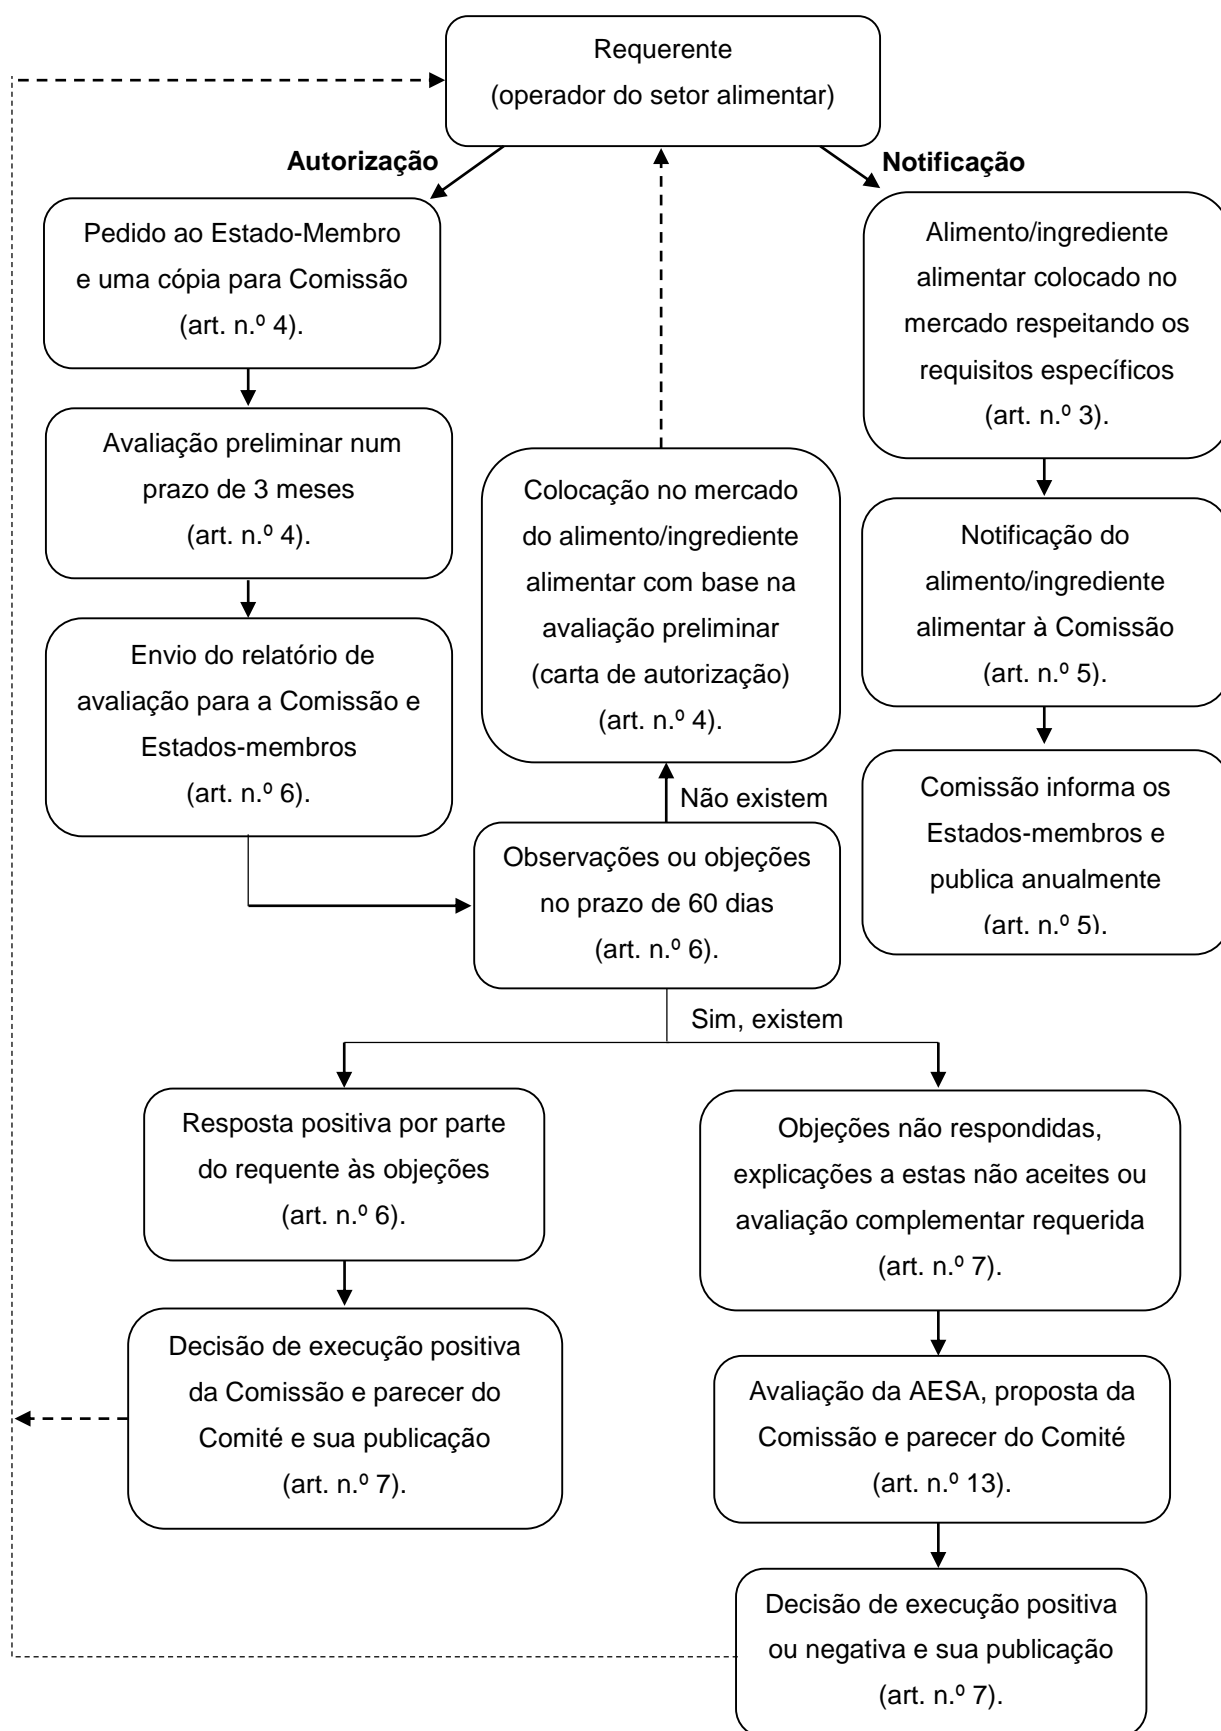 Requerente
(operador do setor alimentar)
Autorização
Notificação
Pedido ao Estado-Membro
e uma cópia para Comissão
(art. n.º 4).
Avaliação preliminar num
prazo de 3 meses
(art. n.º 4).
Envio do relatório de
avaliação para a Comissão e
Estados-membros
(art. n.º 6).
Colocação no mercado
do alimento/ingrediente
alimentar com base na
avaliação preliminar
(carta de autorização)
(art. n.º 4).
Não existem
Observações ou objeções
no prazo de 60 dias
(art. n.º 6).
Alimento/ingrediente
alimentar colocado no
mercado respeitando os
requisitos específicos
(art. n.º 3).
Notificação do
alimento/ingrediente
alimentar à Comissão
(art. n.º 5).
Comissão informa os
Estados-membros e
publica anualmente
(art. n.º 5).
Sim, existem
Resposta positiva por parte
do requente às objeções
(art. n.º 6).
Decisão de execução positiva
da Comissão e parecer do
Comité e sua publicação
(art. n.º 7).
Objeções não respondidas,
explicações a estas não aceites ou
avaliação complementar requerida
(art. n.º 7).
Avaliação da AESA, proposta da
Comissão e parecer do Comité
(art. n.º 13).
Decisão de execução positiva
ou negativa e sua publicação
(art. n.º 7).